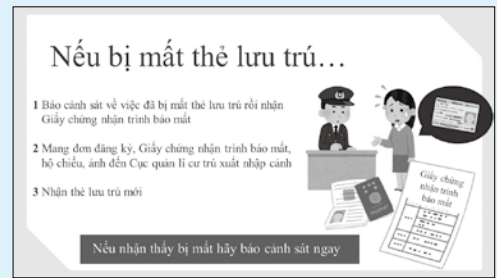 Nếu bị mất thẻ lưu trú…
1 Báo cảnh sát về việc đã bị mất thẻ lưu trú rồi nhận
Giấy chứng nhận trình báo mất
2 Mang đơn đăng ký, Giấy chứng nhận trình báo mất,
hộ chiếu, ảnh đến Cục quản lí cư trú xuất nhập cảnh
3 Nhận thẻ lưu trú mới
Giấy chứng
nhận trình
báo mất
Nếu nhận thấy bị mất hãy báo cảnh sát ngay